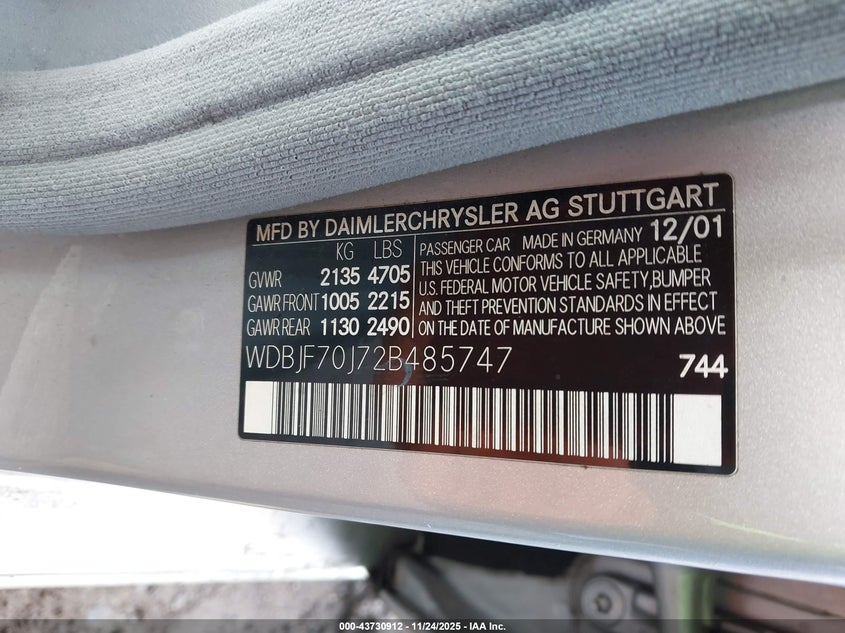 MFD BY DAIMLERCHRYSLER AG STUTTGART
KG LBS
GVWR 2135 4705
GAWR FRONT 1005 2215
GAWR REAR 1130 2490
PASSENGER CAR MADE IN GERMANY 12/01
THIS VEHICLE CONFORMS TO ALL APPLICABLE
U.S. FEDERAL MOTOR VEHICLE SAFETY, BUMPER
AND THEFT PREVENTION STANDARDS IN EFFECT
ON THE DATE OF MANUFACTURE SHOWN ABOVE
WDBJF70J72B485747
744
000-43730912 - 11/24/2025 - IAA Inc.